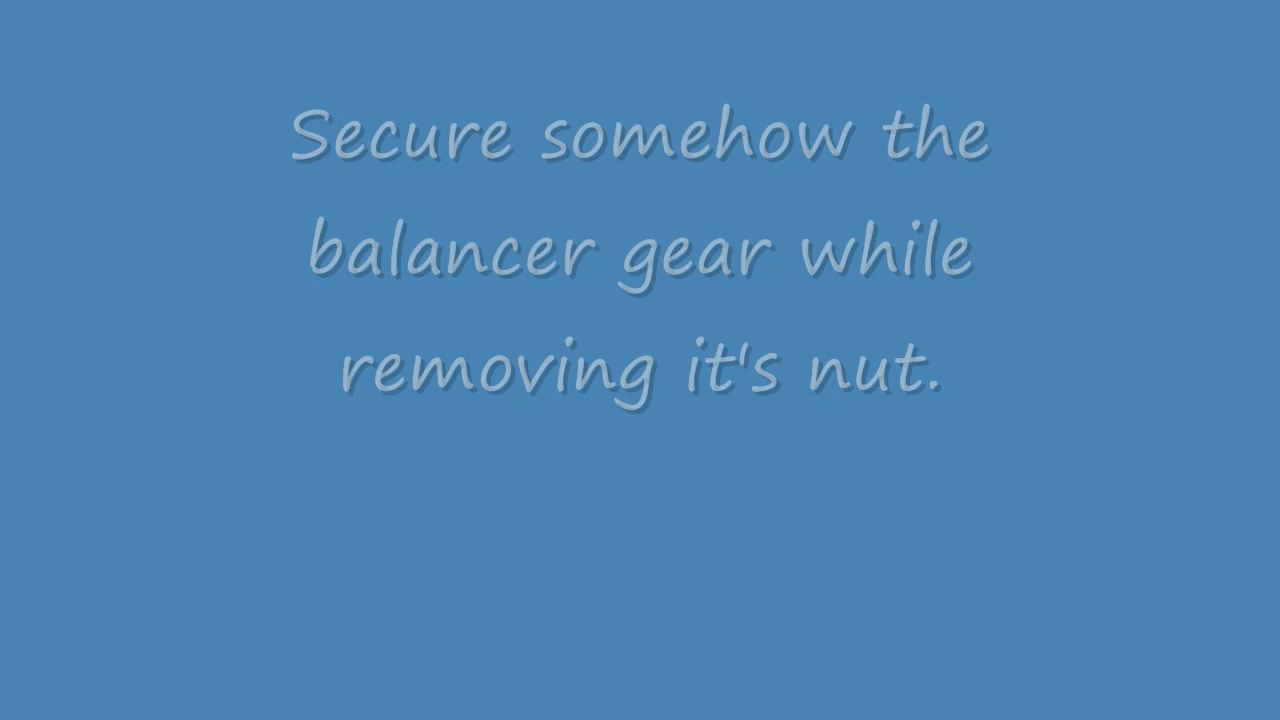 Secure somehow the
balancer gear while
removing it's nut.